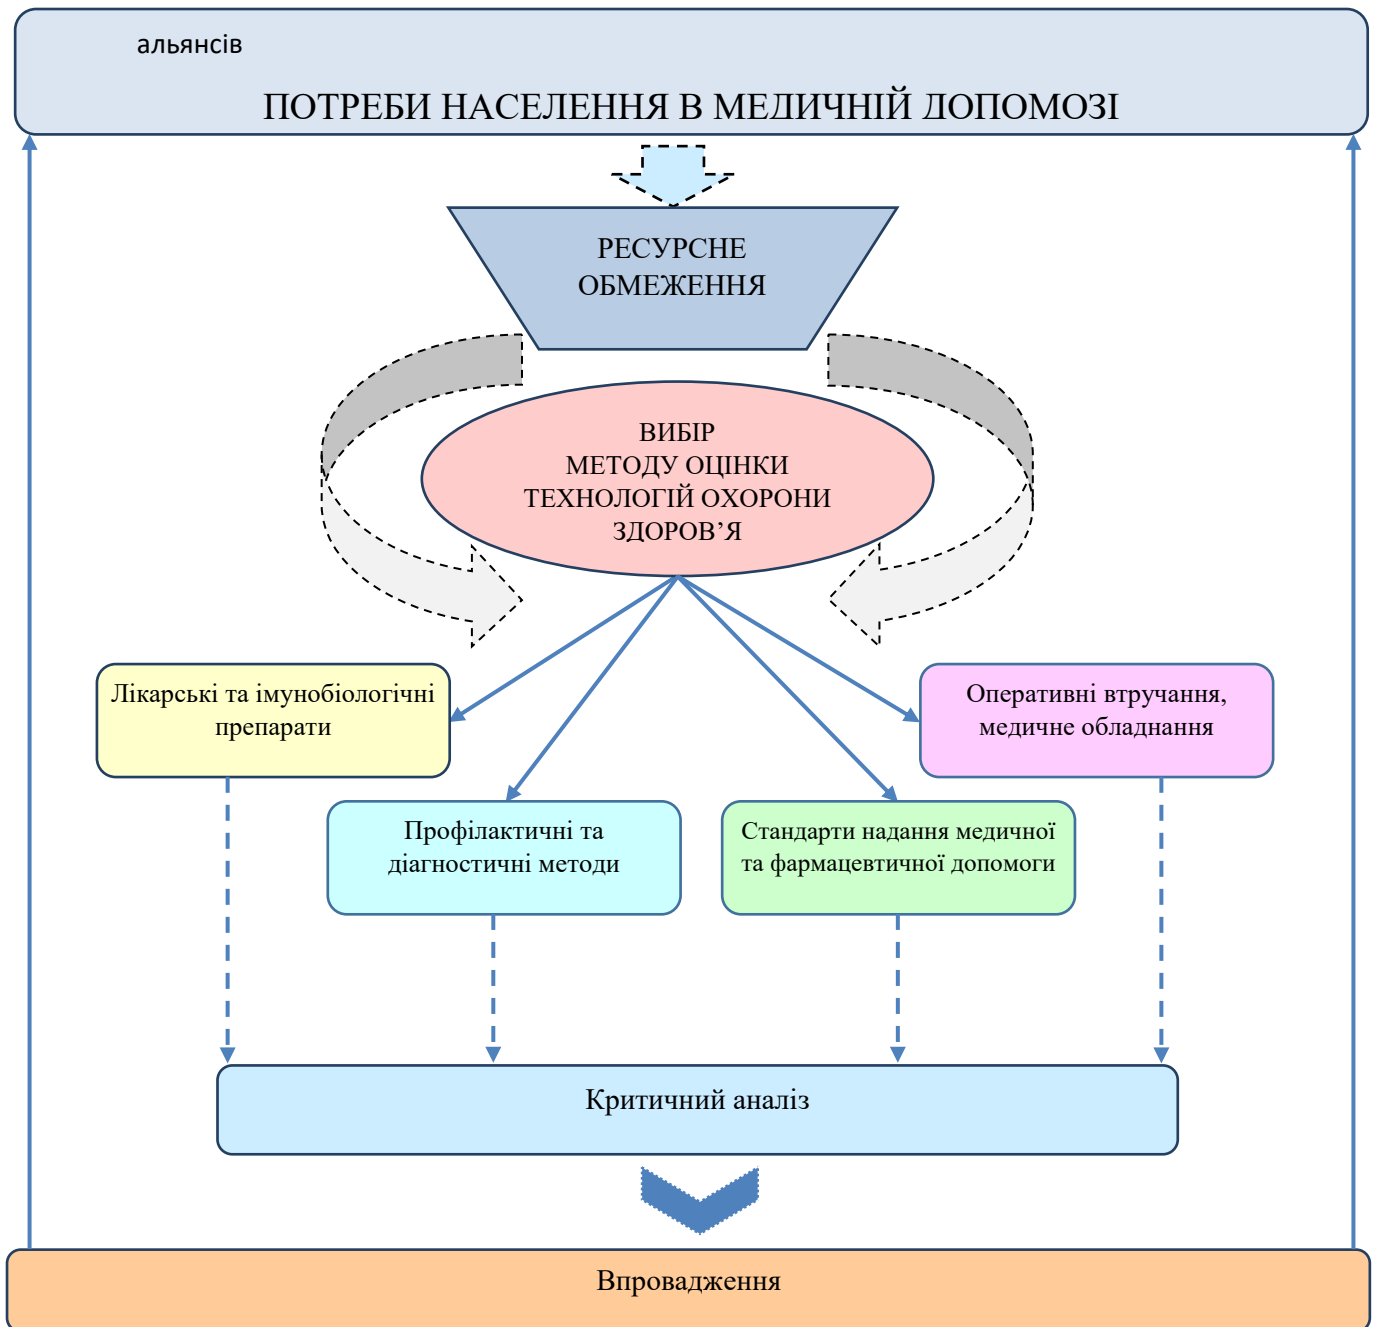 альянсів
ПОТРЕБИ НАСЕЛЕННЯ В МЕДИЧНІЙ ДОПОМОЗІ
РЕСУРСНЕ
ОБМЕЖЕННЯ
ВИБІР
МЕТОДУ ОЦІНКИ
ТЕХНОЛОГІЙ ОХОРОНИ
ЗДОРОВ’Я
Лікарські та імунобіологічні
препарати
Оперативні втручання,
медичне обладнання
Профілактичні та
діагностичні методи
Стандарти надання медичної
та фармацевтичної допомоги
Критичний аналіз
Впровадження